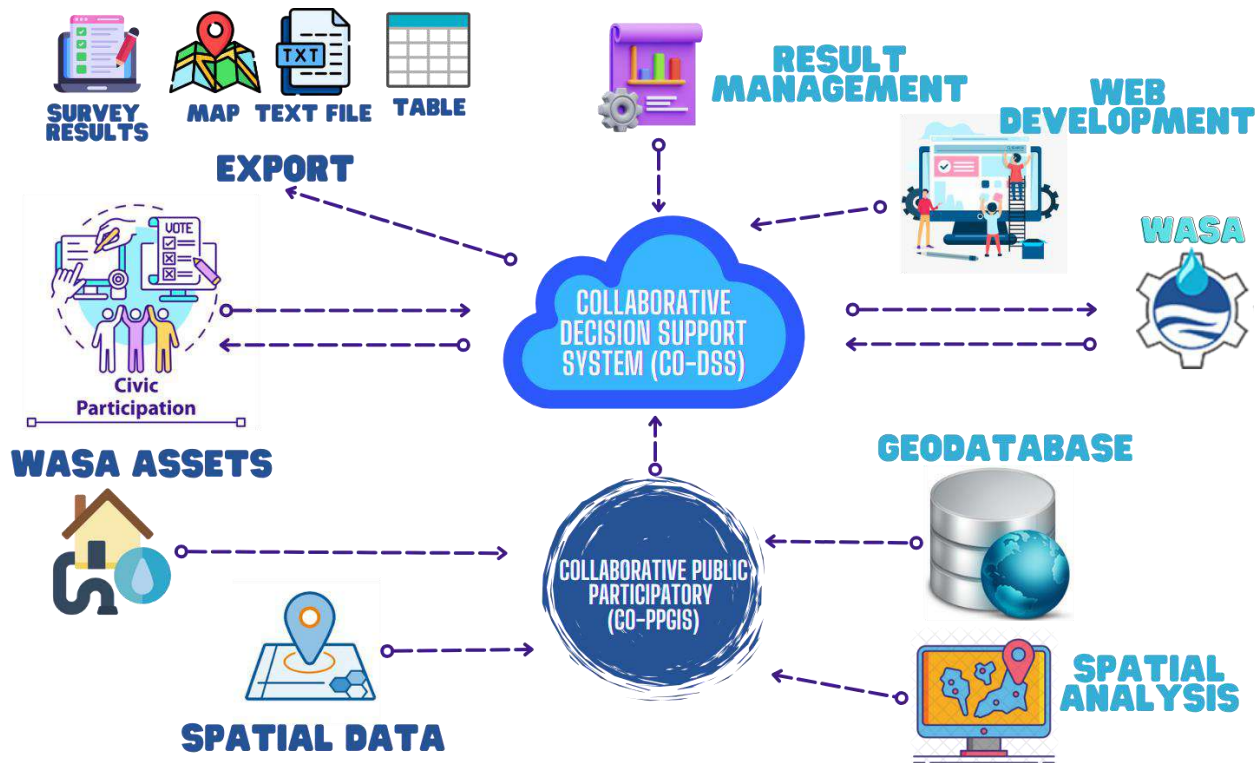 SURVEY
RESULTS
MAP
TXT
TEXT FILE
TABLE
EXPORT
RESULT
MANAGEMENT
WEB
DEVELOPMENT
VOTE
Civic
Participation
COLLABORATIVE
DECISION SUPPORT
SYSTEM (CO-DSS)
WASA
WASA ASSETS
GEODATABASE
COLLABORATIVE PUBLIC
PARTICIPATORY
(CO-PPGIS)
SPATIAL DATA
SPATIAL
ANALYSIS